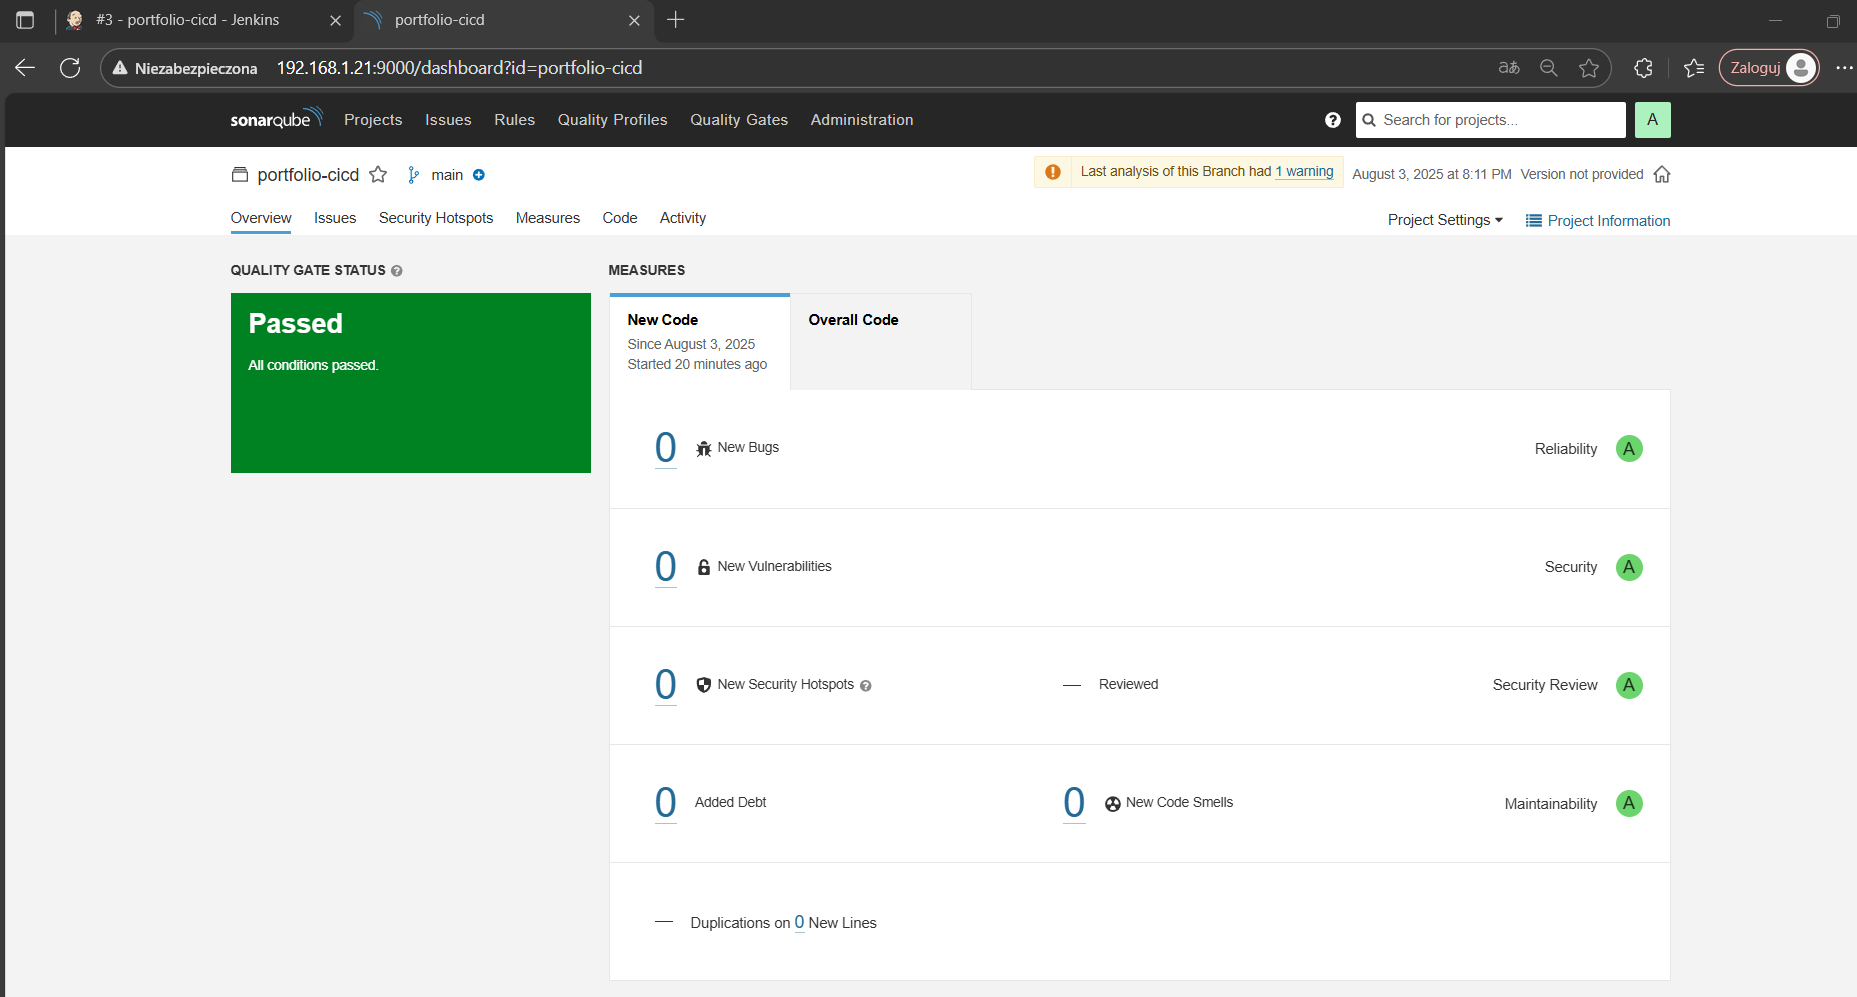 #3 - portfolio-cicd - Jenkins
portfolio-cicd
Niezabezpieczona 192.168.1.21:9000/dashboard?id=portfolio-cicd
aあ
Zaloguj
sonarqube Projects Issues Rules Quality Profiles Quality Gates Administration
Search for projects...
A
portfolio-cicd main
Last analysis of this Branch had 1 warning
August 3, 2025 at 8:11 PM Version not provided
Overview Issues Security Hotspots Measures Code Activity
Project Settings Project Information
QUALITY GATE STATUS
MEASURES
Passed
All conditions passed.
New Code
Since August 3, 2025
Started 20 minutes ago
Overall Code
0 New Bugs Reliability A
0 New Vulnerabilities Security A
0 New Security Hotspots — Reviewed Security Review A
0 Added Debt 0 New Code Smells Maintainability A
— Duplications on 0 New Lines